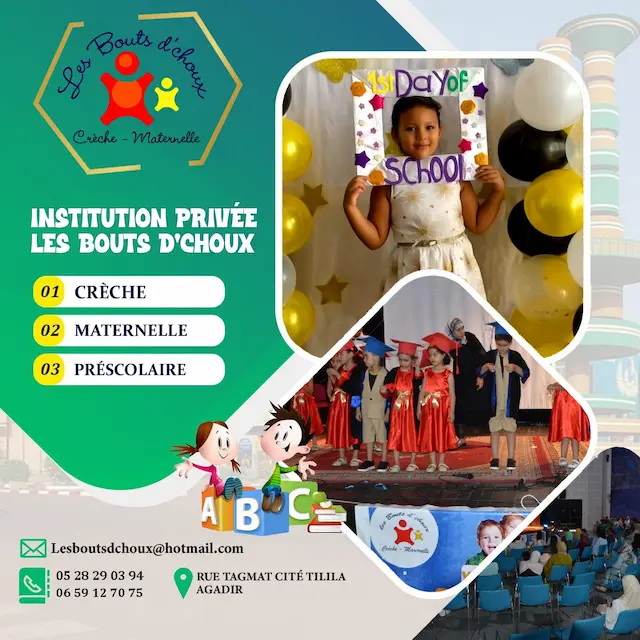 Les Bouts d'choux
Crèche - Maternelle
1st Day of
School
INSTITUTION PRIVÉE
LES BOUTS D'CHOUX
01 CRÈCHE
02 MATERNELLE
03 PRÉSCOLAIRE
A B C
Les Bouts d'choux
Crèche - Maternelle
Lesboutsdchoux@hotmail.com
05 28 29 03 94
06 59 12 70 75
RUE TAGMAT CITÉ TILILA
AGADIR